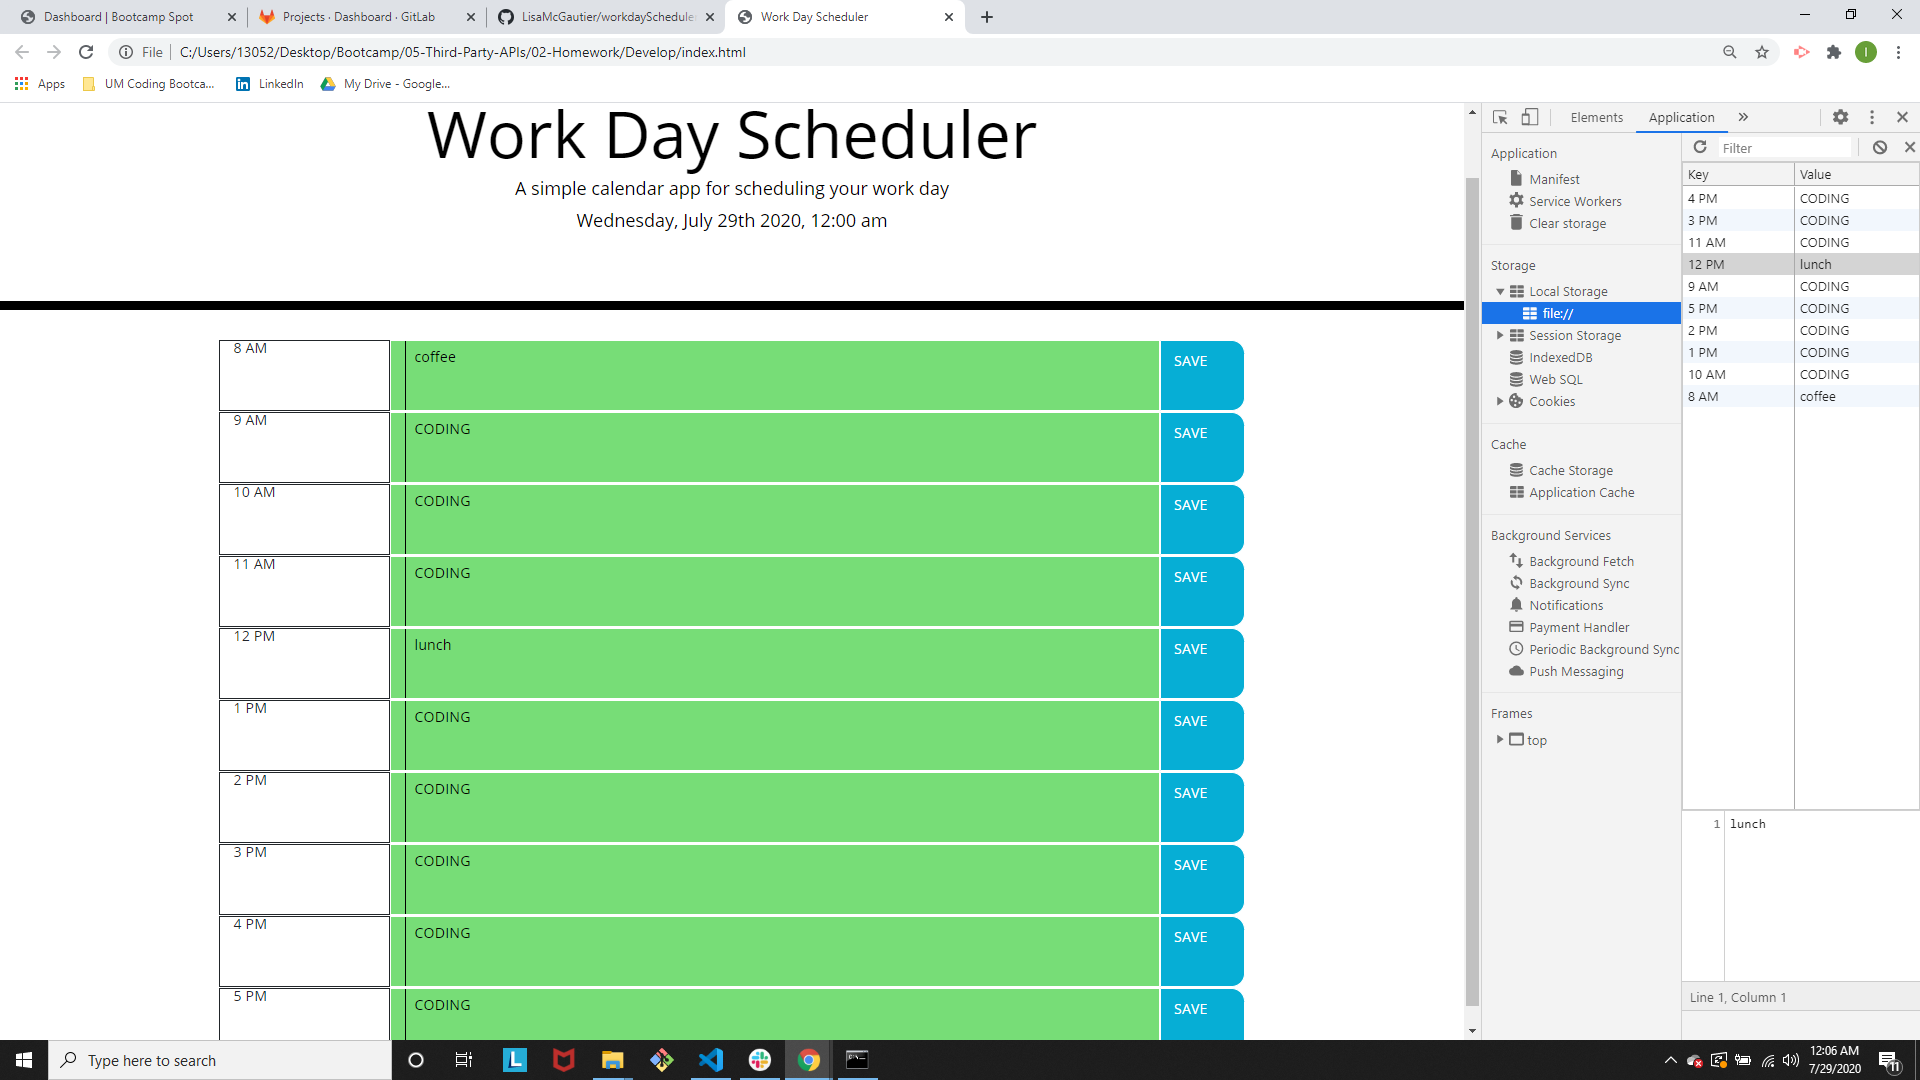 Dashboard | Bootcamp Spot
Projects · Dashboard · GitLab
LisaMcGautier/workdaySchedule
Work Day Scheduler
File
C:/Users/13052/Desktop/Bootcamp/05-Third-Party-APIs/02-Homework/Develop/index.html
I
Apps
UM Coding Bootca...
LinkedIn
My Drive - Google...
Work Day Scheduler
A simple calendar app for scheduling your work day
Wednesday, July 29th 2020, 12:00 am
8 AM coffee SAVE
9 AM CODING SAVE
10 AM CODING SAVE
11 AM CODING SAVE
12 PM lunch SAVE
1 PM CODING SAVE
2 PM CODING SAVE
3 PM CODING SAVE
4 PM CODING SAVE
5 PM CODING SAVE
Elements
Application
»
Application
Manifest
Service Workers
Clear storage
Storage
Local Storage
file://
Session Storage
IndexedDB
Web SQL
Cookies
Cache
Cache Storage
Application Cache
Background Services
Background Fetch
Background Sync
Notifications
Payment Handler
Periodic Background Sync
Push Messaging
Frames
top
Filter
Key Value
4 PM CODING
3 PM CODING
11 AM CODING
12 PM lunch
9 AM CODING
5 PM CODING
2 PM CODING
1 PM CODING
10 AM CODING
8 AM coffee
1 lunch
Line 1, Column 1
Type here to search
L
12:06 AM
7/29/2020
11